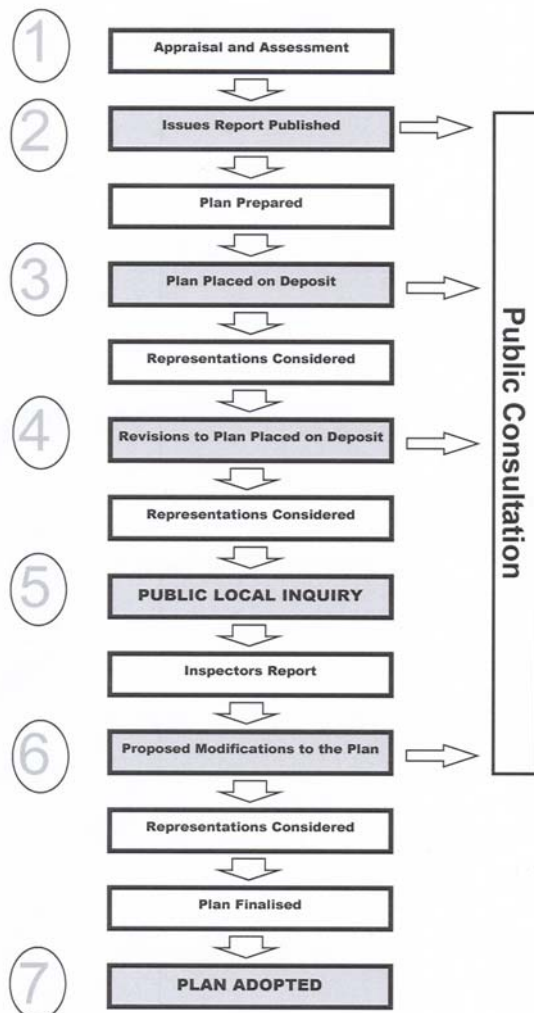 1
Appraisal and Assessment
2
Issues Report Published
Plan Prepared
3
Plan Placed on Deposit
Representations Considered
4
Revisions to Plan Placed on Deposit
Representations Considered
5
PUBLIC LOCAL INQUIRY
Inspectors Report
6
Proposed Modifications to the Plan
Representations Considered
Plan Finalised
7
PLAN ADOPTED
Public Consultation